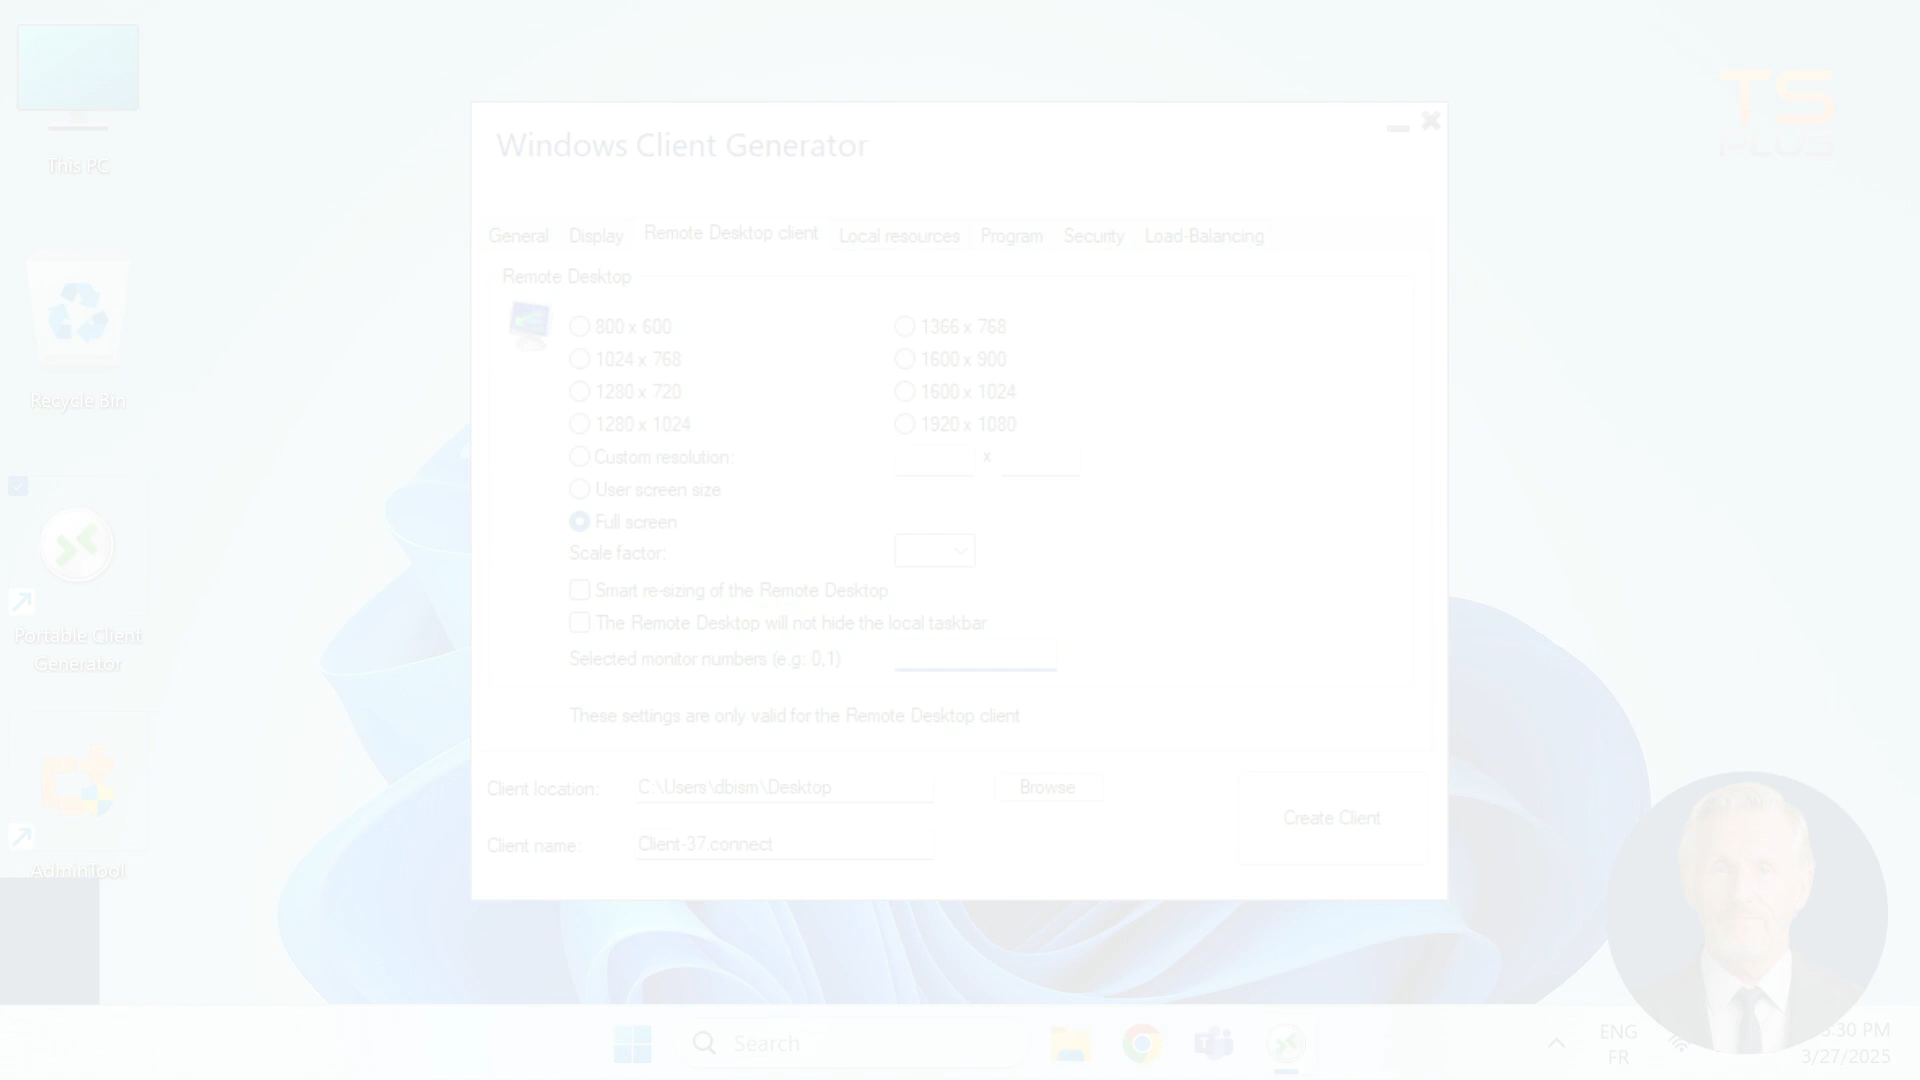 This PC
Recycle Bin
Portable Client
Generator
AdminTool
TS
PLUS
Windows Client Generator
General Display Remote Desktop client Local resources Program Security Load-Balancing
Remote Desktop
800 x 600 1366 x 768
1024 x 768 1600 x 900
1280 x 720 1600 x 1024
1280 x 1024 1920 x 1080
Custom resolution: x
User screen size
Full screen
Scale factor:
Smart re-sizing of the Remote Desktop
The Remote Desktop will not hide the local taskbar
Selected monitor numbers (e.g: 0,1)
These settings are only valid for the Remote Desktop client
Client location: C:\Users\dbism\Desktop Browse
Create Client
Client name: Client-37.connect
Search
ENG
FR
:30 PM
3/27/2025